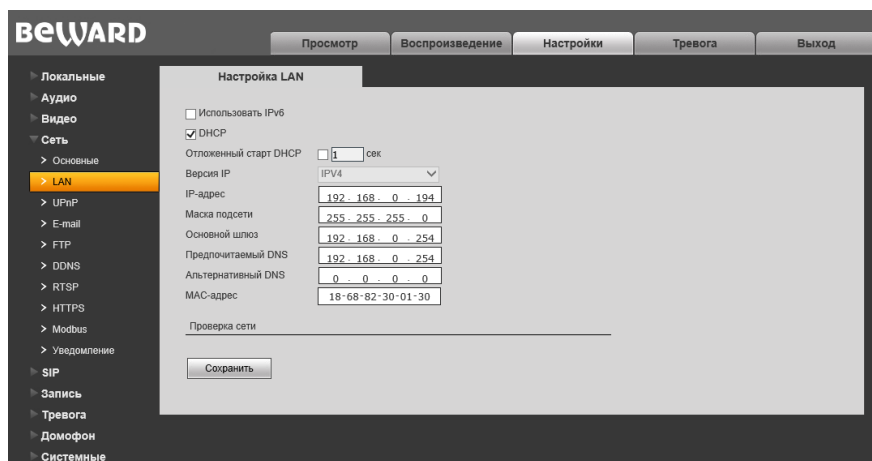 BEWARD
Просмотр Воспроизведение Настройки Тревога Выход
Локальные
Аудио
Видео
Сеть
Основные
LAN
UPnP
E-mail
FTP
DDNS
RTSP
HTTPS
Modbus
Уведомление
SIP
Запись
Тревога
Домофон
Системные
Настройка LAN
Использовать IPv6
DHCP
Отложенный старт DHCP 1 сек
Версия IP IPV4
IP-адрес 192 . 168 . 0 . 194
Маска подсети 255 . 255 . 255 . 0
Основной шлюз 192 . 168 . 0 . 254
Предпочитаемый DNS 192 . 168 . 0 . 254
Альтернативный DNS 0 . 0 . 0 . 0
MAC-адрес 18-68-82-30-01-30
Проверка сети
Сохранить